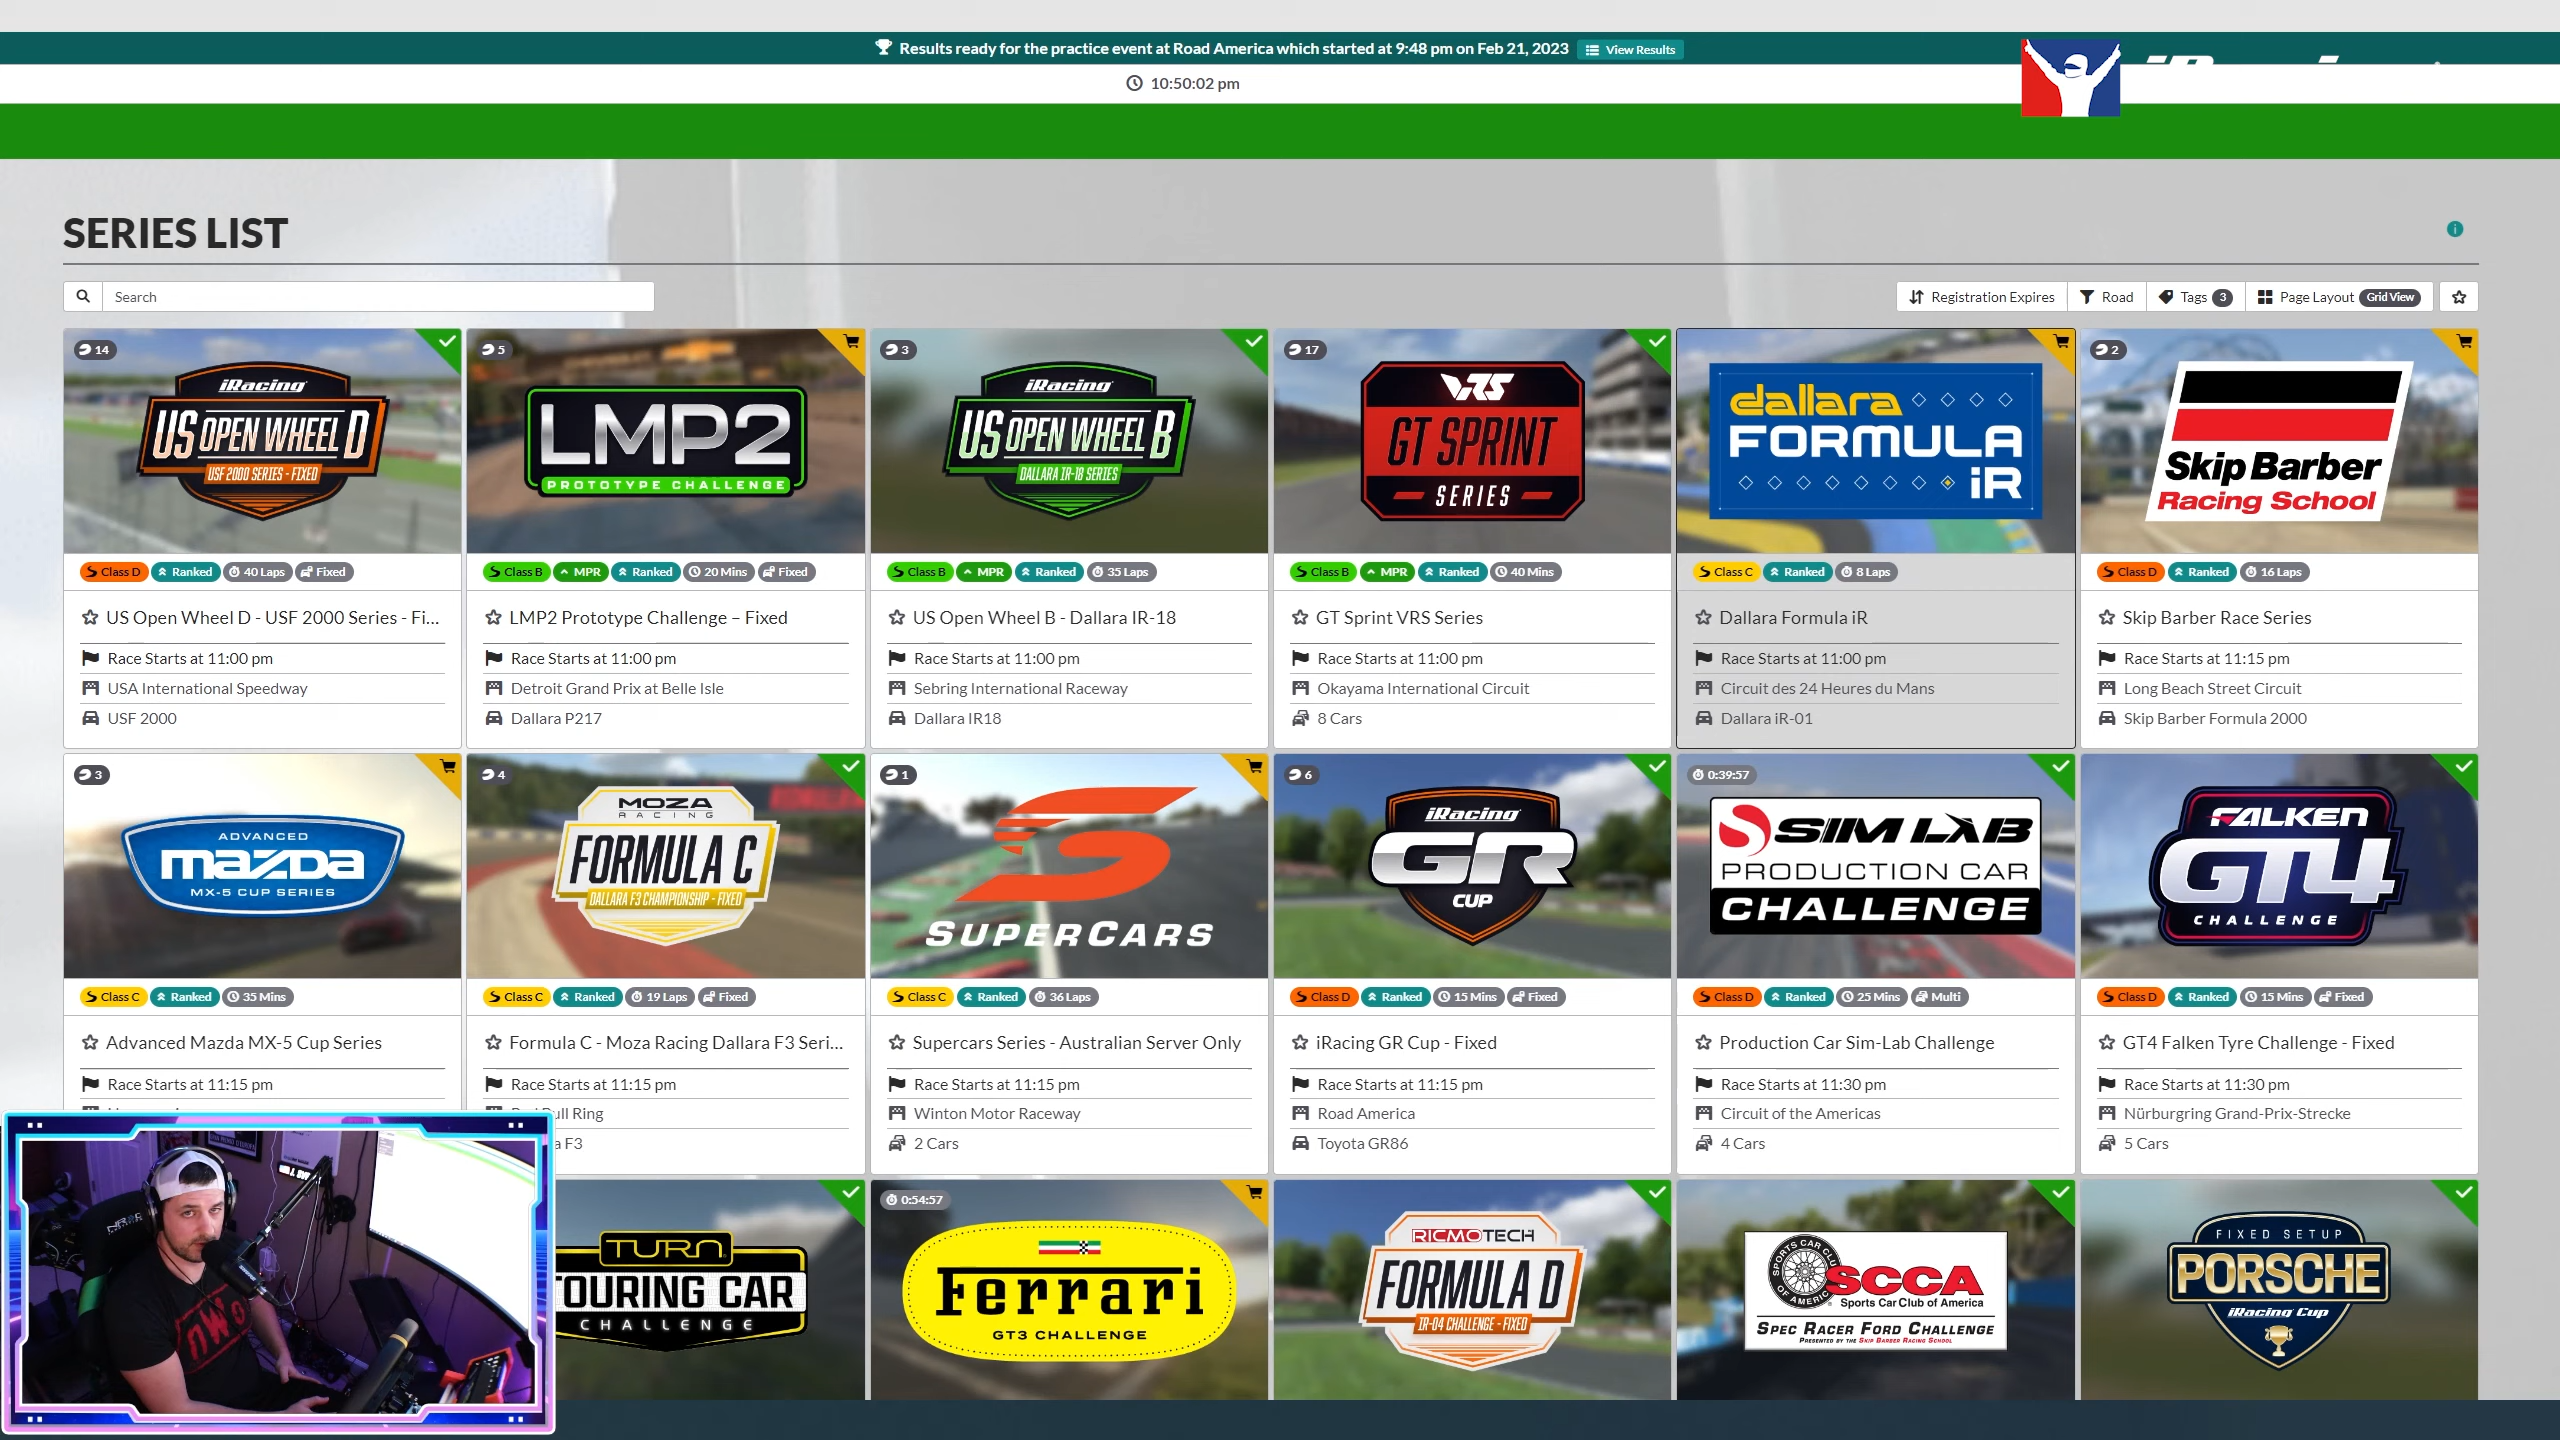 Results ready for the practice event at Road America which started at 9:48 pm on Feb 21, 2023 View Results
10:50:02 pm
SERIES LIST
Search
Registration Expires Road Tags 3 Page Layout Grid View
14
iRacing
US OPEN WHEEL D
USF 2000 SERIES - FIXED
Class D Ranked 40 Laps Fixed
US Open Wheel D - USF 2000 Series - Fi...
Race Starts at 11:00 pm
USA International Speedway
USF 2000
5
LMP2
PROTOTYPE CHALLENGE
Class B MPR Ranked 20 Mins Fixed
LMP2 Prototype Challenge – Fixed
Race Starts at 11:00 pm
Detroit Grand Prix at Belle Isle
Dallara P217
3
iRacing
US OPEN WHEEL B
DALLARA IR-18 SERIES
Class B MPR Ranked 35 Laps
US Open Wheel B - Dallara IR-18
Race Starts at 11:00 pm
Sebring International Raceway
Dallara IR18
17
VRS
GT SPRINT
SERIES
Class B MPR Ranked 40 Mins
GT Sprint VRS Series
Race Starts at 11:00 pm
Okayama International Circuit
8 Cars
dallara
FORMULA
iR
Class C Ranked 8 Laps
Dallara Formula iR
Race Starts at 11:00 pm
Circuit des 24 Heures du Mans
Dallara iR-01
2
Skip Barber
Racing School
Class D Ranked 16 Laps
Skip Barber Race Series
Race Starts at 11:15 pm
Long Beach Street Circuit
Skip Barber Formula 2000
3
ADVANCED
mazda
MX-5 CUP SERIES
Class C Ranked 35 Mins
Advanced Mazda MX-5 Cup Series
Race Starts at 11:15 pm
4
MOZA
RACING
FORMULA C
DALLARA F3 CHAMPIONSHIP - FIXED
Class C Ranked 19 Laps Fixed
Formula C - Moza Racing Dallara F3 Seri...
Race Starts at 11:15 pm
Bull Ring
a F3
1
SUPERCARS
Class C Ranked 36 Laps
Supercars Series - Australian Server Only
Race Starts at 11:15 pm
Winton Motor Raceway
2 Cars
6
iRacing
GR
CUP
Class D Ranked 15 Mins Fixed
iRacing GR Cup - Fixed
Race Starts at 11:15 pm
Road America
Toyota GR86
0:39:57
SIM LAB
PRODUCTION CAR
CHALLENGE
Class D Ranked 25 Mins Multi
Production Car Sim-Lab Challenge
Race Starts at 11:30 pm
Circuit of the Americas
4 Cars
FALKEN
GT4
CHALLENGE
Class D Ranked 15 Mins Fixed
GT4 Falken Tyre Challenge - Fixed
Race Starts at 11:30 pm
Nürburgring Grand-Prix-Strecke
5 Cars
TURN
TOURING CAR
CHALLENGE
0:54:57
Ferrari
GT3 CHALLENGE
RICMOTECH
FORMULA D
IR-04 CHALLENGE - FIXED
SPORTS CAR CLUB OF AMERICA
SCCA
Sports Car Club of America
SPEC RACER FORD CHALLENGE
PRESENTED BY THE SKIP BARBER RACING SCHOOL
FIXED SETUP
PORSCHE
iRacing Cup
nWo